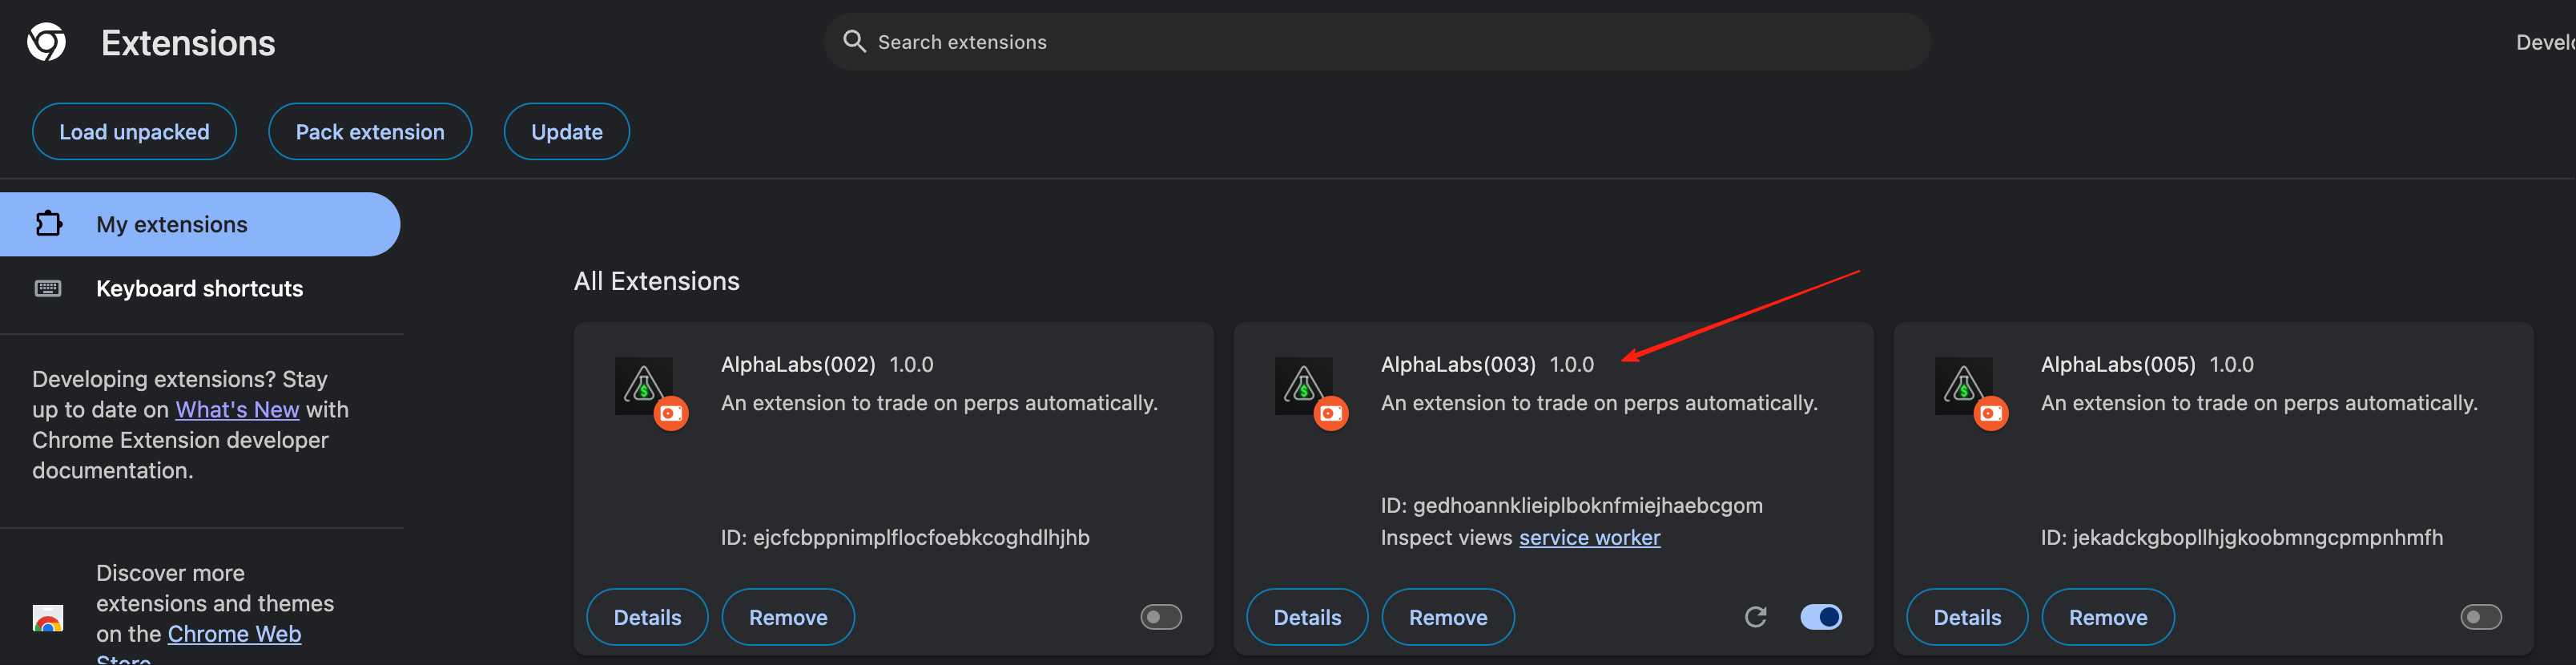 Extensions
Search extensions
Load unpacked
Pack extension
Update
My extensions
Keyboard shortcuts
Developing extensions? Stay
up to date on What's New with
Chrome Extension developer
documentation.
Discover more
extensions and themes
on the Chrome Web
All Extensions
AlphaLabs(002) 1.0.0
An extension to trade on perps automatically.
ID: ejcfcbppnimplflocfoebkcoghdlhjhb
Details
Remove
AlphaLabs(003) 1.0.0
An extension to trade on perps automatically.
ID: gedhoannklieiplboknfmiejhaebcgom
Inspect views service worker
Details
Remove
AlphaLabs(005) 1.0.0
An extension to trade on perps automatically.
ID: jekadckgbopllhjgkoobmngcpmpnhmfh
Details
Remove